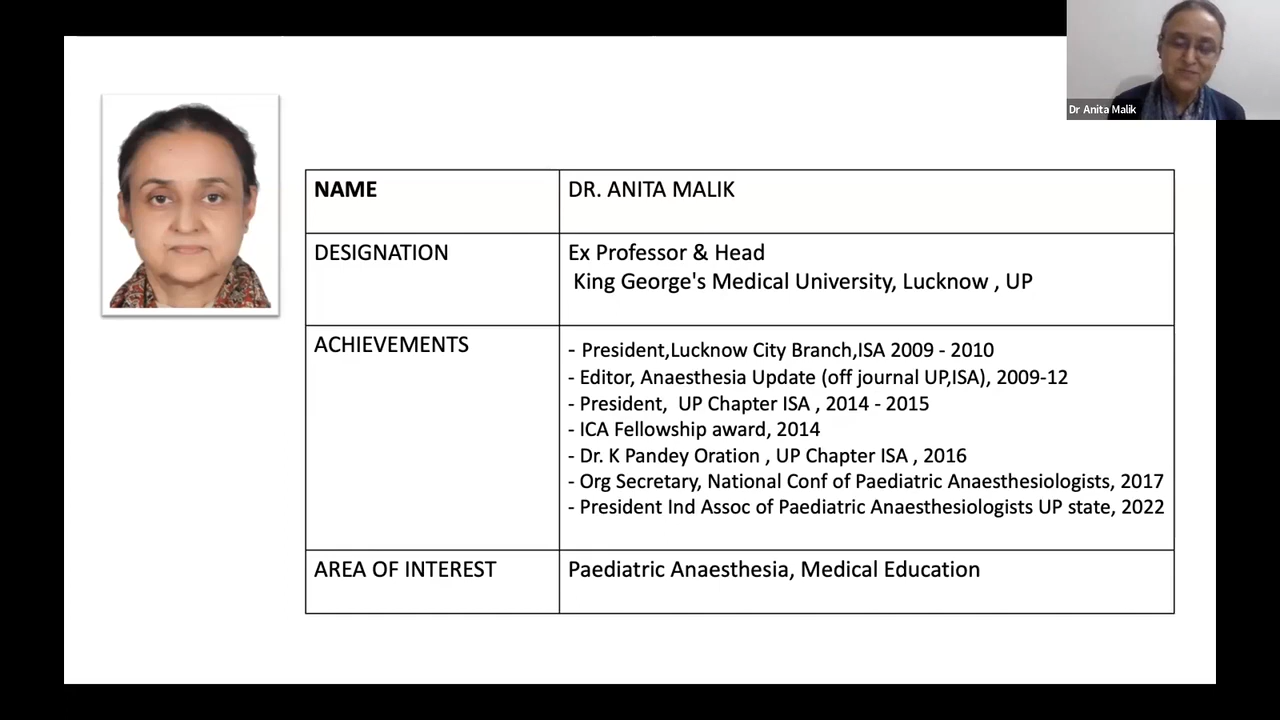 Dr Anita Malik
NAME
DR. ANITA MALIK
DESIGNATION
Ex Professor & Head
King George's Medical University, Lucknow , UP
ACHIEVEMENTS
- President,Lucknow City Branch,ISA 2009 - 2010
- Editor, Anaesthesia Update (off journal UP,ISA), 2009-12
- President, UP Chapter ISA , 2014 - 2015
- ICA Fellowship award, 2014
- Dr. K Pandey Oration , UP Chapter ISA , 2016
- Org Secretary, National Conf of Paediatric Anaesthesiologists, 2017
- President Ind Assoc of Paediatric Anaesthesiologists UP state, 2022
AREA OF INTEREST
Paediatric Anaesthesia, Medical Education